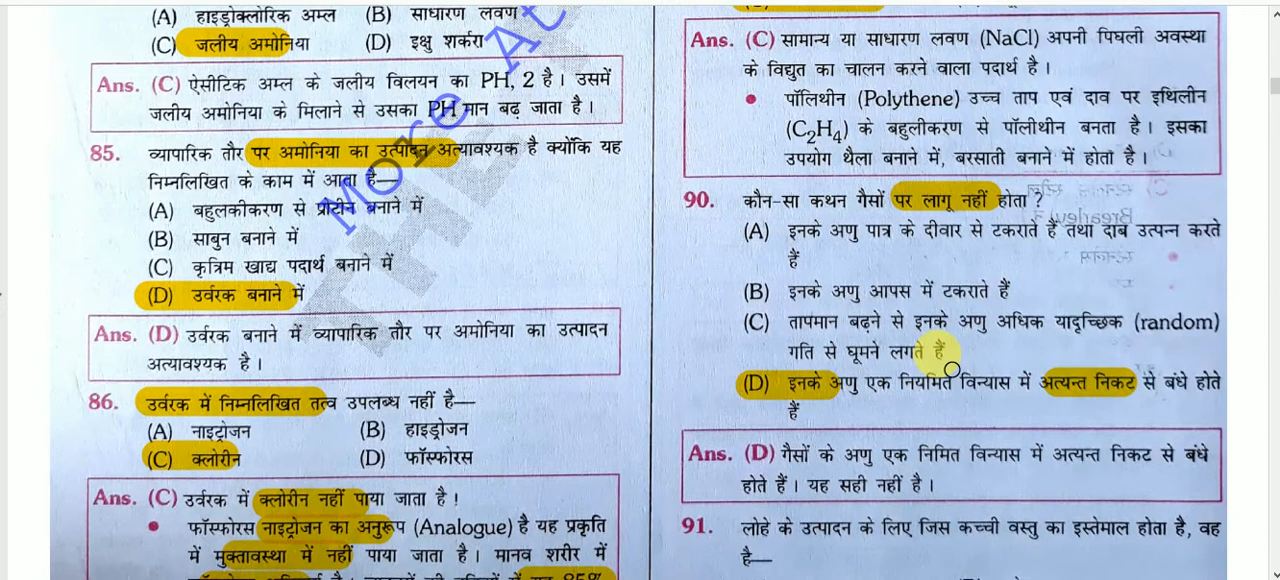 (A) हाइड्रोक्लोरिक अम्ल (B) साधारण लवण
(C) जलीय अमोनिया (D) इक्षु शर्करा
Ans. (C) ऐसीटिक अम्ल के जलीय विलयन का PH, 2 है। उसमें
जलीय अमोनिया के मिलाने से उसका PH मान बढ़ जाता है।
85. व्यापारिक तौर पर अमोनिया का उत्पादन अत्यावश्यक है क्योंकि यह
निम्नलिखित के काम में आता है—
(A) बहुलकीकरण से प्रोटीन बनाने में
(B) साबुन बनाने में
(C) कृत्रिम खाद्य पदार्थ बनाने में
(D) उर्वरक बनाने में
Ans. (D) उर्वरक बनाने में व्यापारिक तौर पर अमोनिया का उत्पादन
अत्यावश्यक है।
86. उर्वरक में निम्नलिखित तत्व उपलब्ध नहीं है—
(A) नाइट्रोजन (B) हाइड्रोजन
(C) क्लोरीन (D) फॉस्फोरस
Ans. (C) उर्वरक में क्लोरीन नहीं पाया जाता है!
• फॉस्फोरस नाइट्रोजन का अनुरूप (Analogue) है यह प्रकृति
में मुक्तावस्था में नहीं पाया जाता है। मानव शरीर में
More At
Ans. (C) सामान्य या साधारण लवण (NaCl) अपनी पिघली अवस्था
के विद्युत का चालन करने वाला पदार्थ है।
• पॉलिथीन (Polythene) उच्च ताप एवं दाव पर इथिलीन
(C₂H₄) के बहुलीकरण से पॉलीथीन बनता है। इसका
उपयोग थैला बनाने में, बरसाती बनाने में होता है।
90. कौन-सा कथन गैसों पर लागू नहीं होता?
(A) इनके अणु पात्र के दीवार से टकराते हैं तथा दाब उत्पन्न करते
हैं
(B) इनके अणु आपस में टकराते हैं
(C) तापमान बढ़ने से इनके अणु अधिक यादृच्छिक (random)
गति से घूमने लगते हैं
(D) इनके अणु एक नियमित विन्यास में अत्यन्त निकट से बंधे होते
हैं
Ans. (D) गैसों के अणु एक निमित विन्यास में अत्यन्त निकट से बंधे
होते हैं। यह सही नहीं है।
91. लोहे के उत्पादन के लिए जिस कच्ची वस्तु का इस्तेमाल होता है, वह
है—